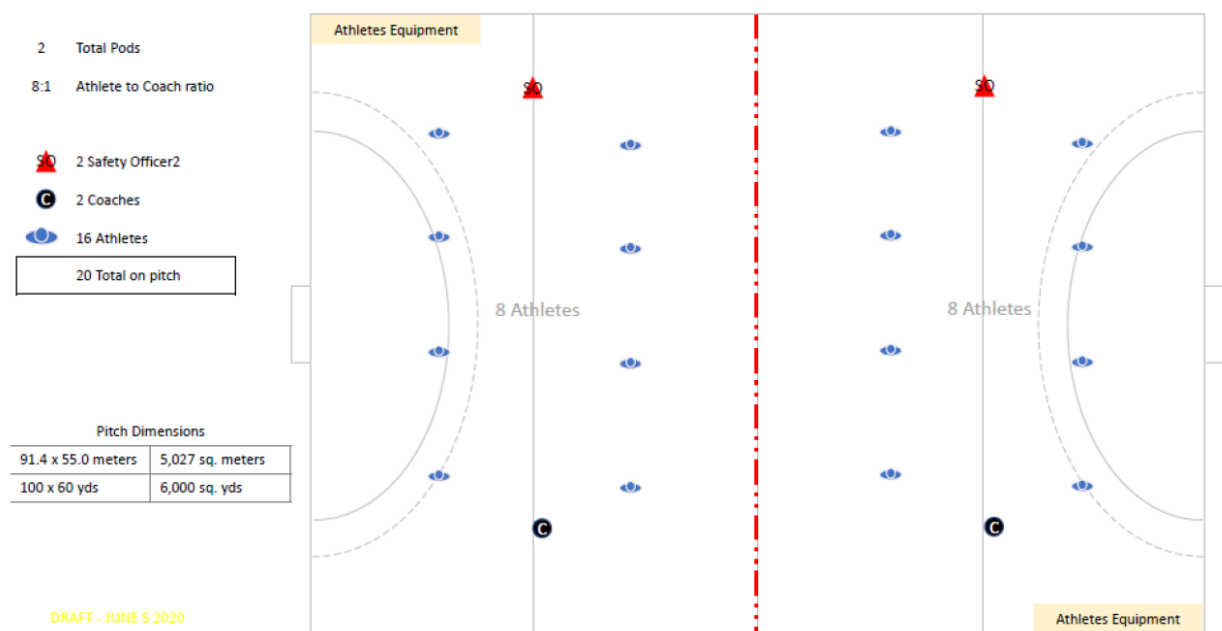 Athletes Equipment
2 Total Pods
8:1 Athlete to Coach ratio
SO SO
SO 2 Safety Officer2
C 2 Coaches
16 Athletes
20 Total on pitch
8 Athletes 8 Athletes
Pitch Dimensions
91.4 x 55.0 meters 5,027 sq. meters
100 x 60 yds 6,000 sq. yds
C C
DRAFT - JUNE 5 2020
Athletes Equipment